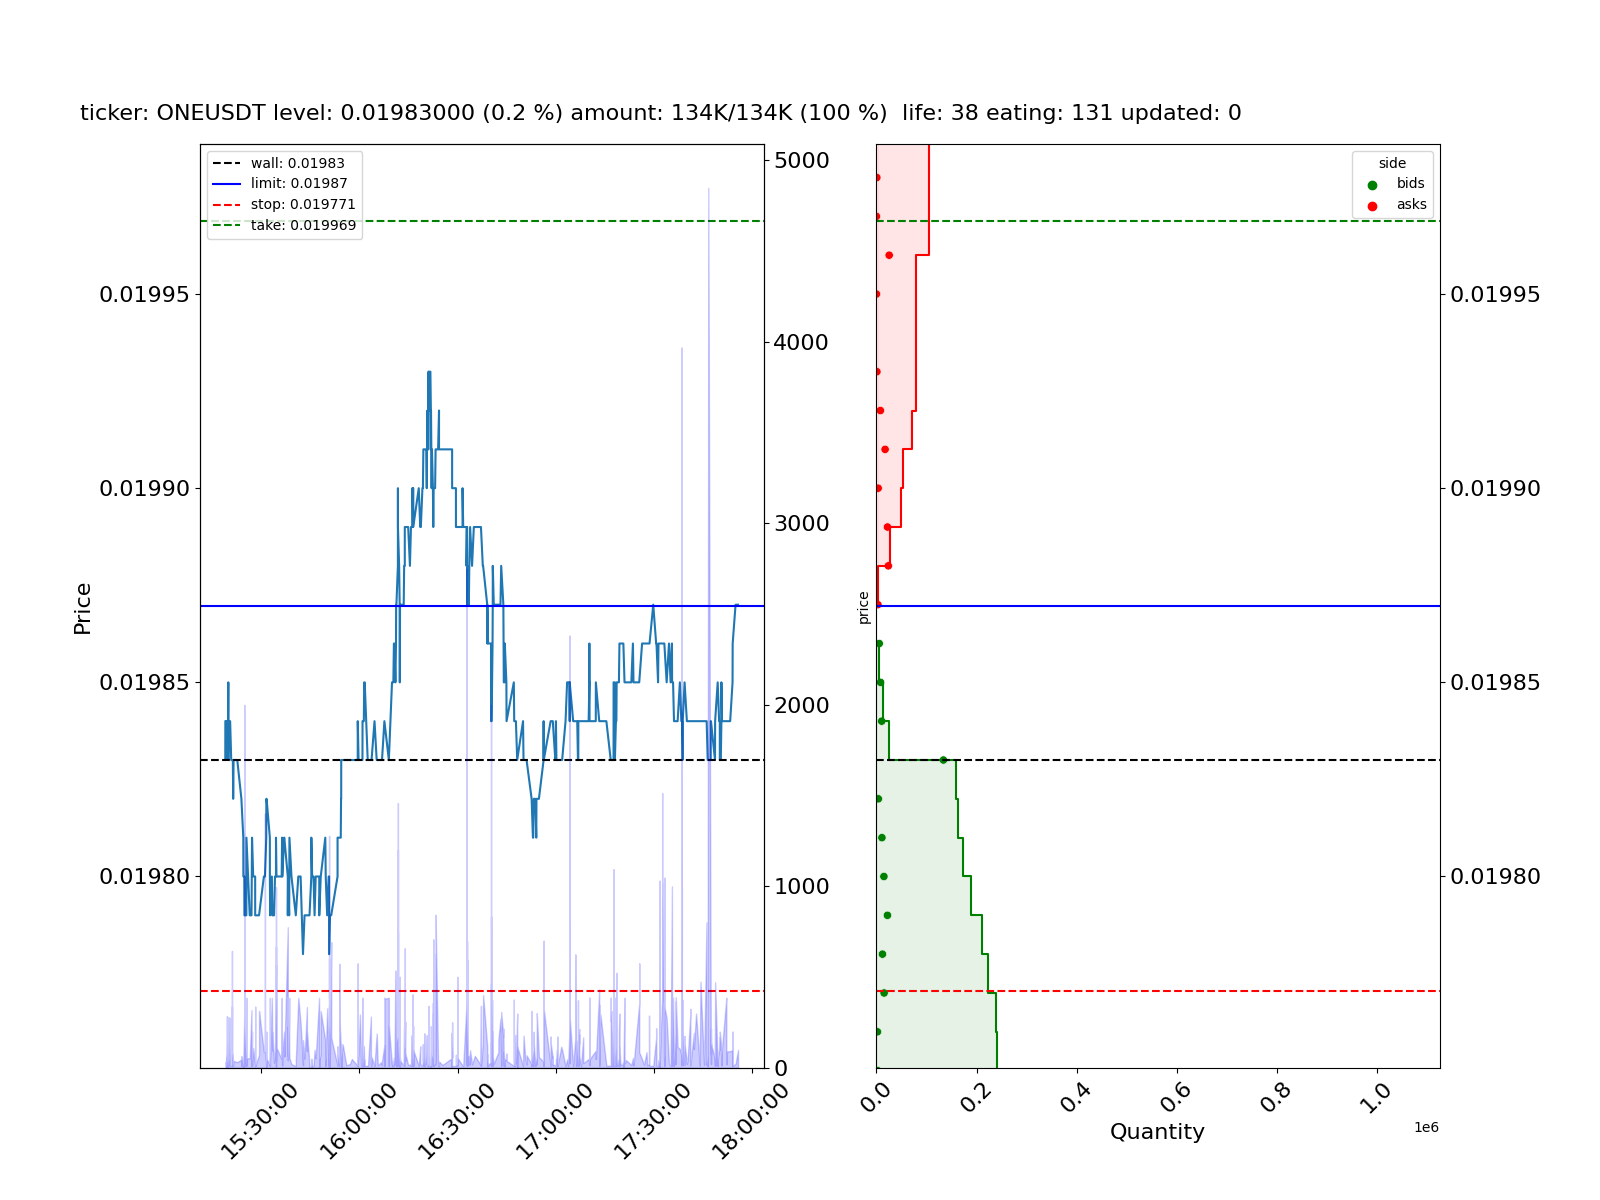 ticker: ONEUSDT level: 0.01983000 (0.2 %) amount: 134K/134K (100 %)  life: 38 eating: 131 updated: 0
wall: 0.01983
limit: 0.01987
stop: 0.019771
take: 0.019969
Price
0.01995
0.01990
0.01985
0.01980
5000
4000
3000
2000
1000
0
15:30:00
16:00:00
16:30:00
17:00:00
17:30:00
18:00:00
side
bids
asks
price
0.01995
0.01990
0.01985
0.01980
0.0
0.2
0.4
0.6
0.8
1.0
1e6
Quantity